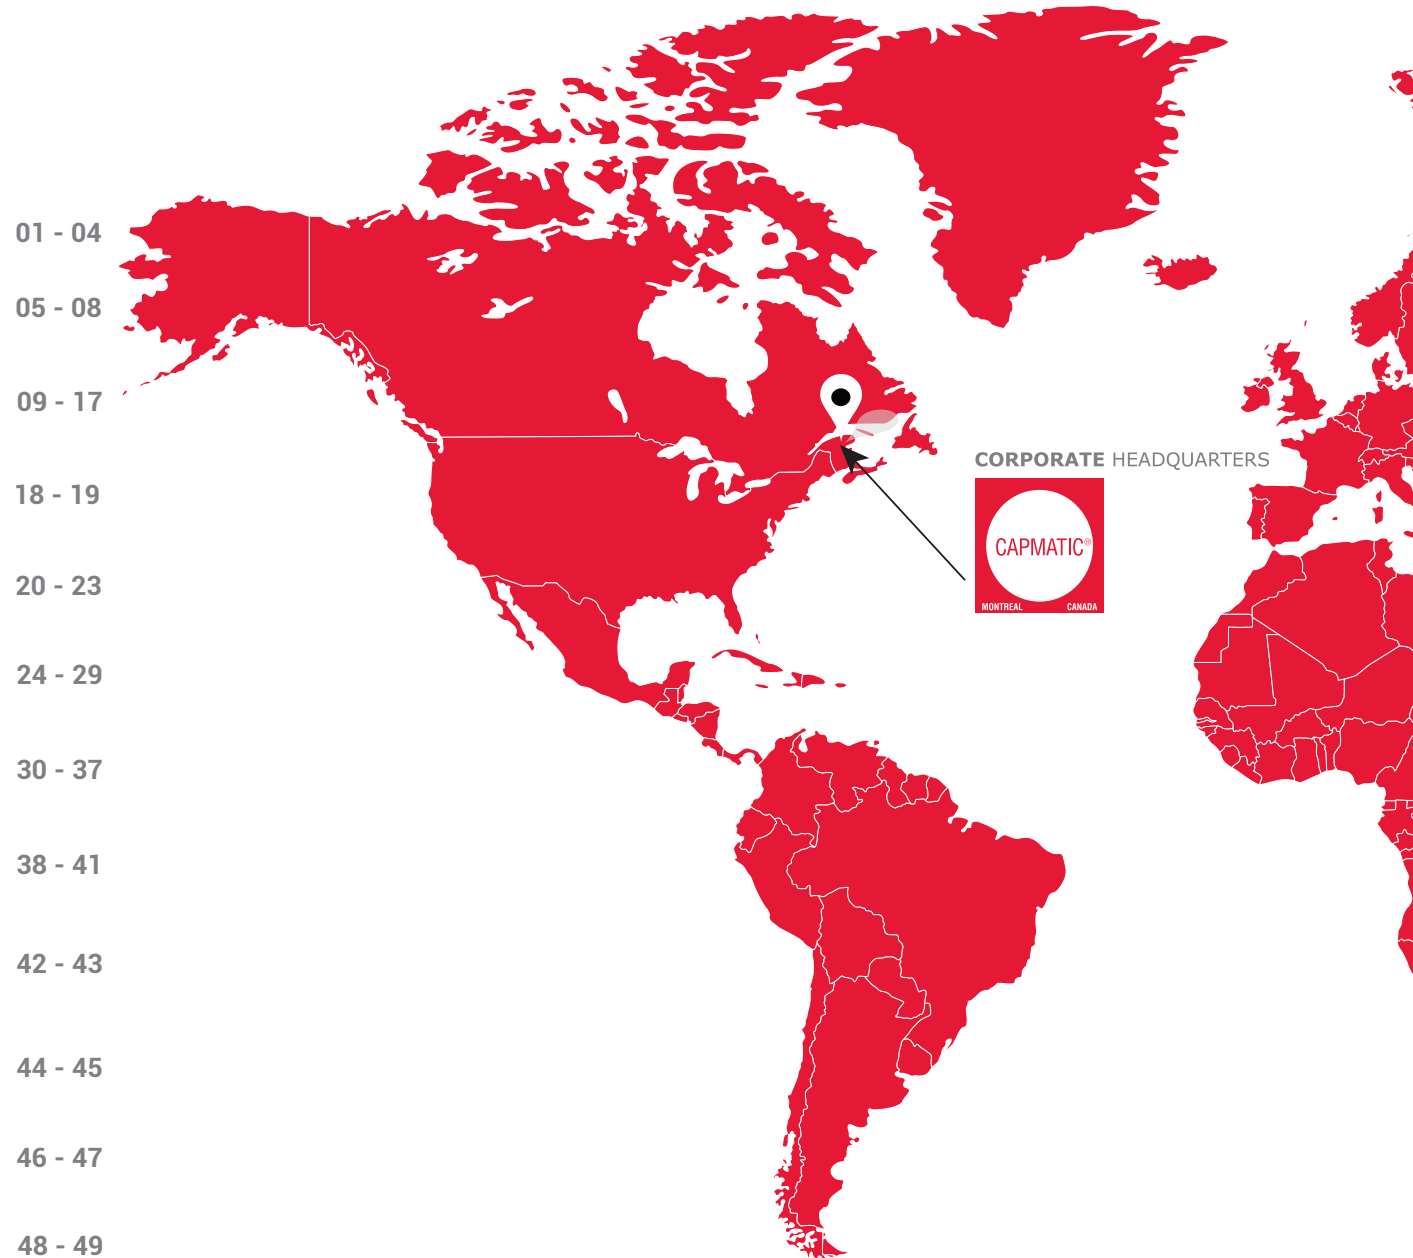 01 - 04
05 - 08
09 - 17
CORPORATE HEADQUARTERS
18 - 19
CAPMATIC®
20 - 23
MONTREAL CANADA
24 - 29
30 - 37
38 - 41
42 - 43
44 - 45
46 - 47
48 - 49